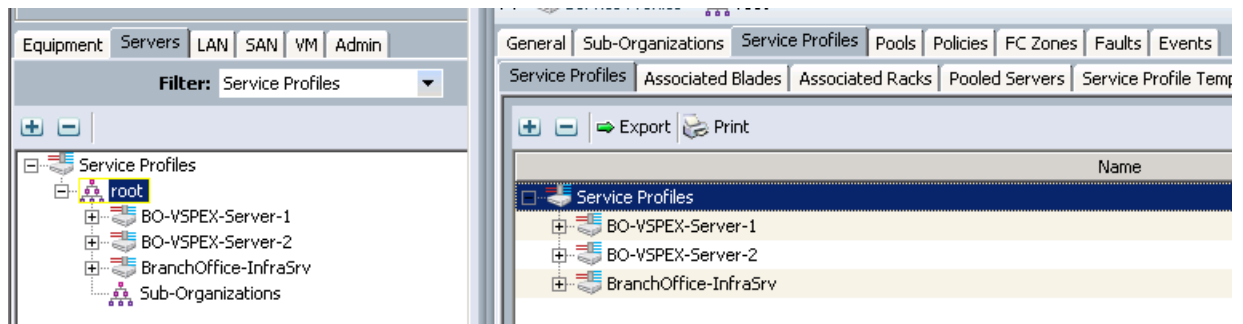 Equipment Servers LAN SAN VM Admin
Filter: Service Profiles
Service Profiles
root
BO-VSPEX-Server-1
BO-VSPEX-Server-2
BranchOffice-InfraSrv
Sub-Organizations
General Sub-Organizations Service Profiles Pools Policies FC Zones Faults Events
Service Profiles Associated Blades Associated Racks Pooled Servers Service Profile Temp
Export Print
Name
Service Profiles
BO-VSPEX-Server-1
BO-VSPEX-Server-2
BranchOffice-InfraSrv